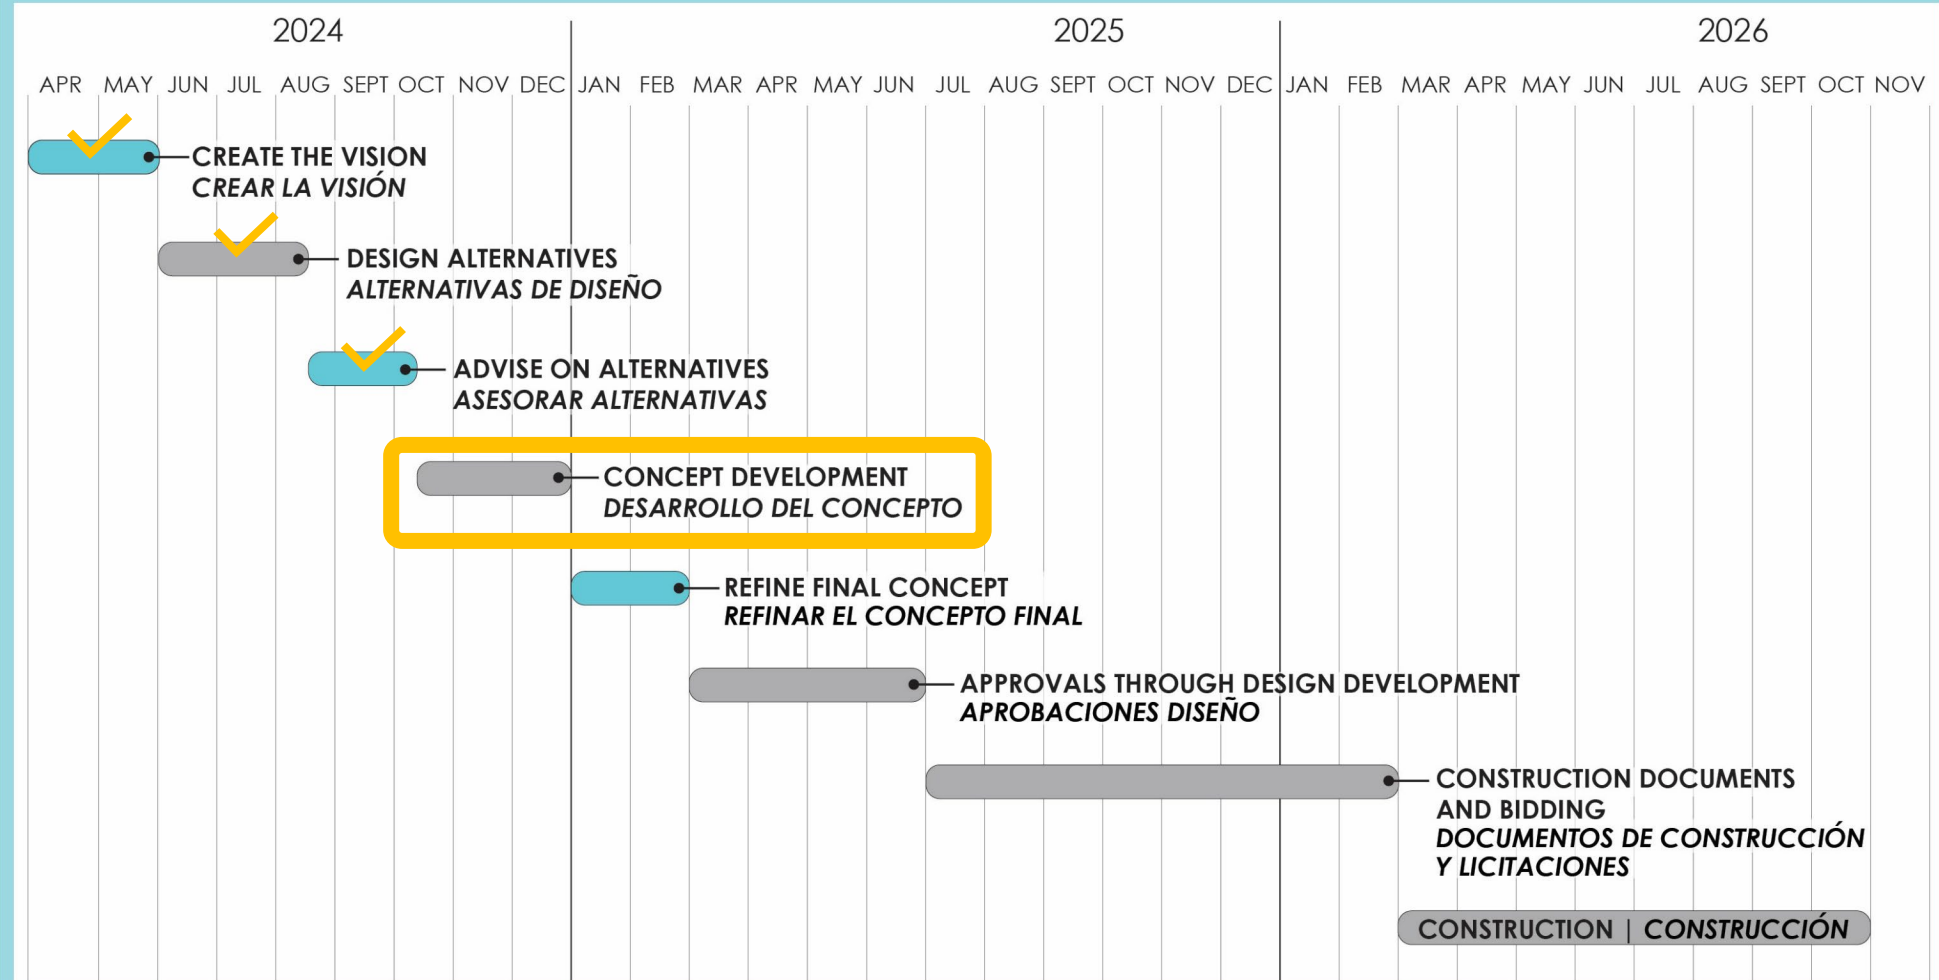 2024 2025 2026
APR MAY JUN JUL AUG SEPT OCT NOV DEC JAN FEB MAR APR MAY JUN JUL AUG SEPT OCT NOV DEC JAN FEB MAR APR MAY JUN JUL AUG SEPT OCT NOV
CREATE THE VISION
CREAR LA VISIÓN
DESIGN ALTERNATIVES
ALTERNATIVAS DE DISEÑO
ADVISE ON ALTERNATIVES
ASESORAR ALTERNATIVAS
CONCEPT DEVELOPMENT
DESARROLLO DEL CONCEPTO
REFINE FINAL CONCEPT
REFINAR EL CONCEPTO FINAL
APPROVALS THROUGH DESIGN DEVELOPMENT
APROBACIONES DISEÑO
CONSTRUCTION DOCUMENTS
AND BIDDING
DOCUMENTOS DE CONSTRUCCIÓN
Y LICITACIONES
CONSTRUCTION | CONSTRUCCIÓN